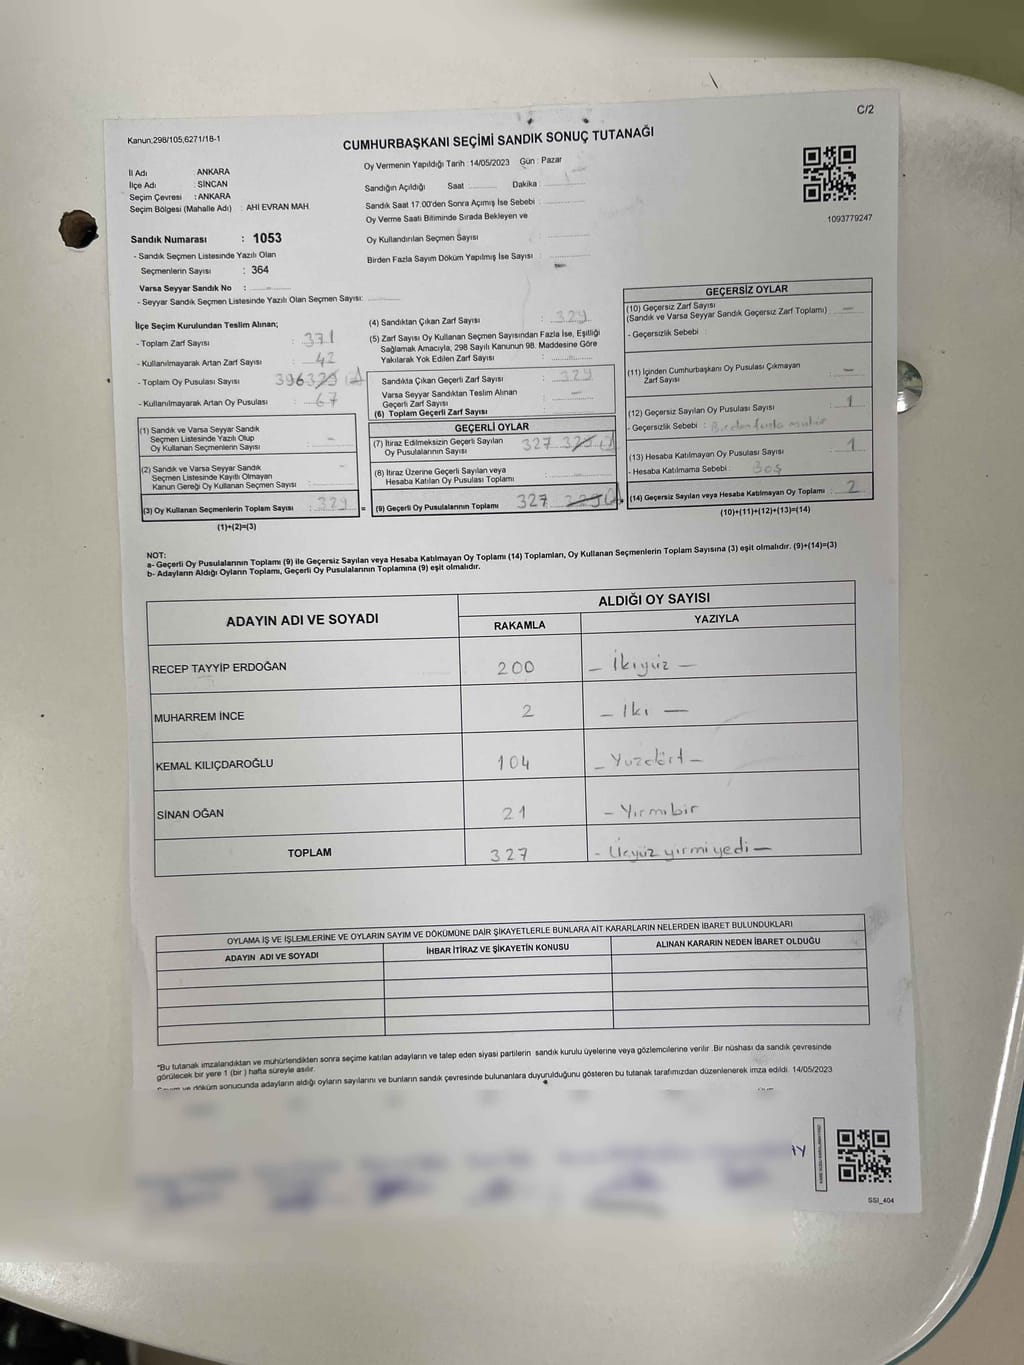 C/2
Kanun:298/105,6271/18-1
CUMHURBAŞKANI SEÇİMİ SANDIK SONUÇ TUTANAĞI
İl Adı : ANKARA
İlçe Adı : SİNCAN
Seçim Çevresi : ANKARA
Seçim Bölgesi (Mahalle Adı) : AHİ EVRAN MAH.
Oy Vermenin Yapıldığı Tarih : 14/05/2023 Gün : Pazar
Sandığın Açıldığı Saat : Dakika :
Sandık Saat 17.00'den Sonra Açımış İse Sebebi :
Oy Verme Saati Bitiminde Sırada Bekleyen ve
Oy Kullandırılan Seçmen Sayısı :
Birden Fazla Sayım Döküm Yapılmış İse Sayısı :
1093779247
Sandık Numarası : 1053
- Sandık Seçmen Listesinde Yazılı Olan
Seçmenlerin Sayısı : 364
Varsa Seyyar Sandık No :
- Seyyar Sandık Seçmen Listesinde Yazılı Olan Seçmen Sayısı:
İlçe Seçim Kurulundan Teslim Alınan;
- Toplam Zarf Sayısı :
- Kullanılmayarak Artan Zarf Sayısı : 42
- Toplam Oy Pusulası Sayısı 396
- Kullanılmayarak Artan Oy Pusulası : 67
(1) Sandık ve Varsa Seyyar Sandık
Seçmen Listesinde Yazılı Olup
Oy Kullanan Seçmenlerin Sayısı : -
(2) Sandık ve Varsa Seyyar Sandık
Seçmen Listesinde Kayıtlı Olmayan
Kanun Gereği Oy Kullanan Seçmen Sayısı : -
(3) Oy Kullanan Seçmenlerin Toplam Sayısı : 329
(1)+(2)=(3)
(4) Sandıktan Çıkan Zarf Sayısı : 329
(5) Zarf Sayısı Oy Kullanan Seçmen Sayısından Fazla İse, Eşitliği
Sağlamak Amacıyla, 298 Sayılı Kanunun 98. Maddesine Göre
Yakılarak Yok Edilen Zarf Sayısı :
Sandıkta Çıkan Geçerli Zarf Sayısı : 329
Varsa Seyyar Sandıktan Teslim Alınan
Geçerli Zarf Sayısı : -
(6) Toplam Geçerli Zarf Sayısı :
GEÇERLİ OYLAR
(7) İtiraz Edilmeksizin Geçerli Sayılan
Oy Pusulalarının Sayısı : 327
(8) İtiraz Üzerine Geçerli Sayılan veya
Hesaba Katılan Oy Pusulası Toplamı : -
= (9) Geçerli Oy Pusulalarının Toplamı 327
GEÇERSİZ OYLAR
(10) Geçersiz Zarf Sayısı
(Sandık ve Varsa Seyyar Sandık Geçersiz Zarf Toplamı) : -
- Geçersizlik Sebebi :
(11) İçinden Cumhurbaşkanı Oy Pusulası Çıkmayan
Zarf Sayısı : -
(12) Geçersiz Sayılan Oy Pusulası Sayısı : 1
- Geçersizlik Sebebi : Birden fazla mühür
(13) Hesaba Katılmayan Oy Pusulası Sayısı : 1
- Hesaba Katılmama Sebebi : Boş
+ (14) Geçersiz Sayılan veya Hesaba Katılmayan Oy Toplamı : 2
(10)+(11)+(12)+(13)=(14)
NOT:
a- Geçerli Oy Pusulalarının Toplamı (9) ile Geçersiz Sayılan veya Hesaba Katılmayan Oy Toplamı (14) Toplamları, Oy Kullanan Seçmenlerin Toplam Sayısına (3) eşit olmalıdır. (9)+(14)=(3)
b- Adayların Aldığı Oyların Toplamı, Geçerli Oy Pusulalarının Toplamına (9) eşit olmalıdır.
ADAYIN ADI VE SOYADI
ALDIĞI OY SAYISI
RAKAMLA YAZIYLA
RECEP TAYYİP ERDOĞAN 200 - İkiyüz -
MUHARREM İNCE 2 - Iki -
KEMAL KILIÇDAROĞLU 104 - Yüzdört -
SİNAN OĞAN 21 - Yirmibir
TOPLAM 327 - Üçyüz yirmiyedi -
OYLAMA İŞ VE İŞLEMLERİNE VE OYLARIN SAYIM VE DÖKÜMÜNE DAİR ŞİKAYETLERLE BUNLARA AİT KARARLARIN NELERDEN İBARET BULUNDUKLARI
ADAYIN ADI VE SOYADI İHBAR İTİRAZ VE ŞİKAYETİN KONUSU ALINAN KARARIN NEDEN İBARET OLDUĞU
*Bu tutanak imzalandıktan ve mühürlendikten sonra seçime katılan adayların ve talep eden siyasi partilerin sandık kurulu üyelerine veya gözlemcilerine verilir .Bir nüshası da sandık çevresinde
görülecek bir yere 1 (bir ) hafta süreyle asılır.
Sayım ve döküm sonucunda adayların aldığı oyların sayılarını ve bunların sandık çevresinde bulunanlara duyurulduğunu gösteren bu tutanak tarafımızdan düzenlenerek imza edildi. 14/05/2023
SSI_404